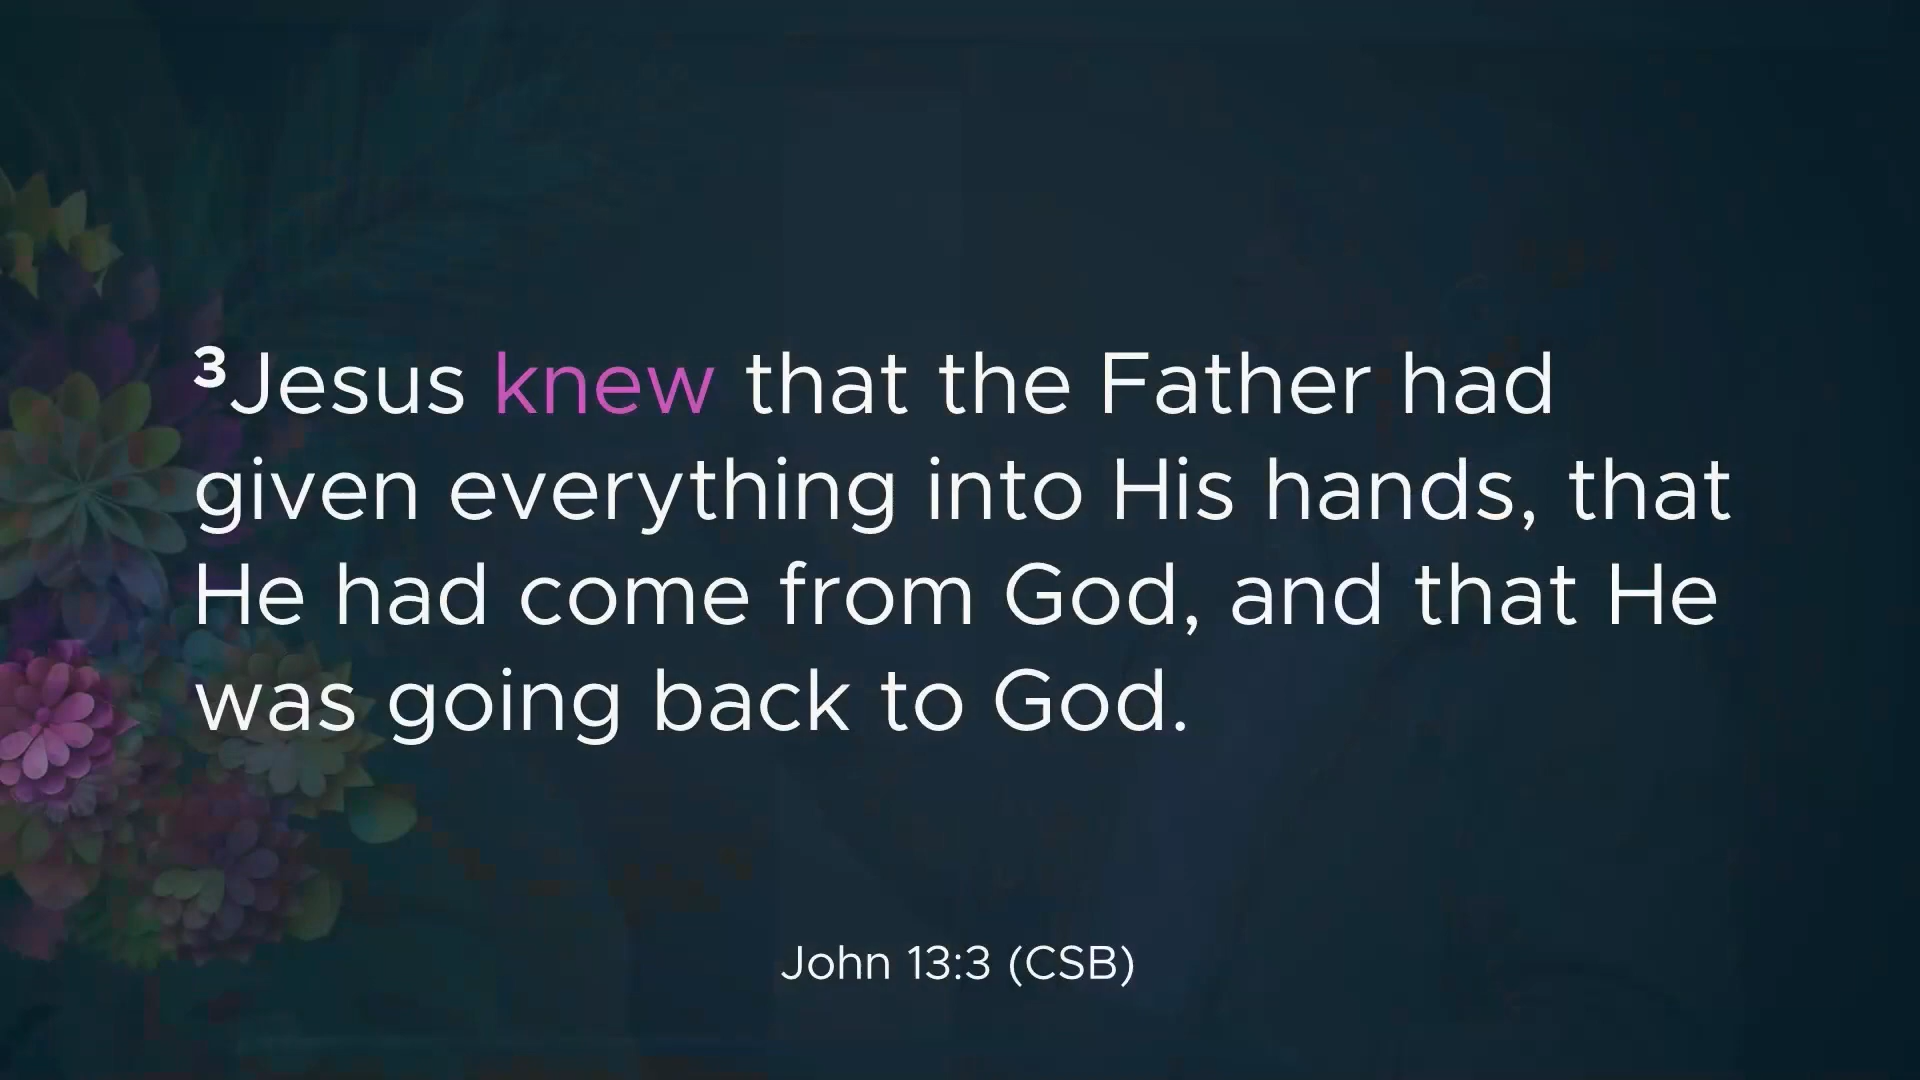 3Jesus knew that the Father had
given everything into His hands, that
He had come from God, and that He
was going back to God.
John 13:3 (CSB)